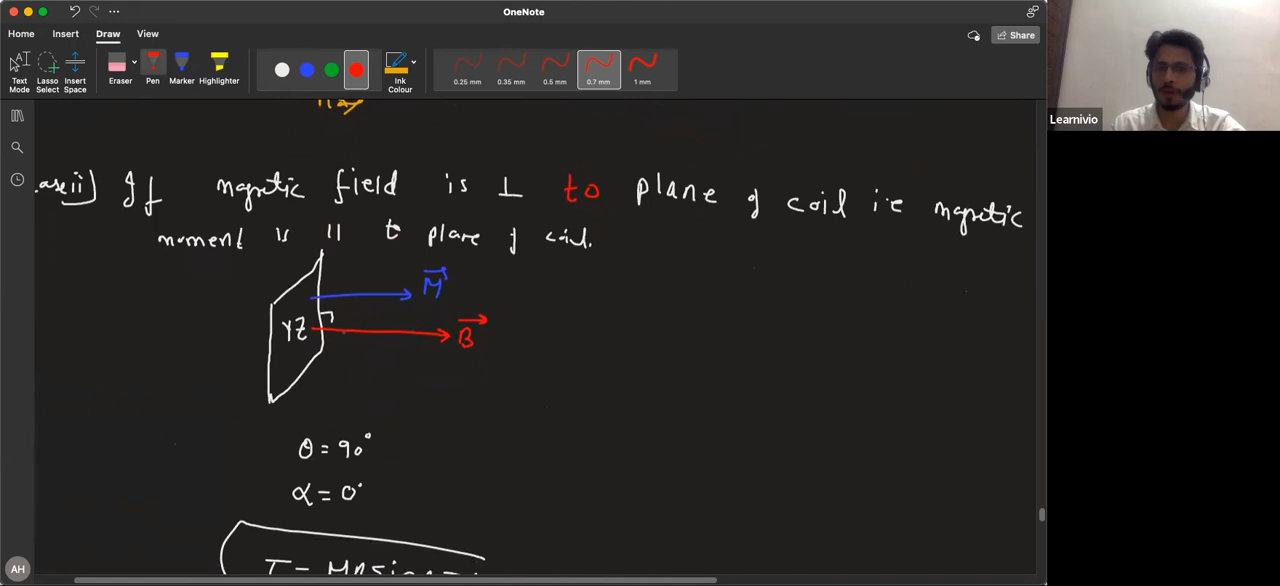 OneNote
Home Insert Draw View
Share
Text Mode
Lasso Select
Insert Space
Eraser
Pen
Marker
Highlighter
Ink Colour
0.25 mm
0.35 mm
0.5 mm
0.7 mm
1 mm
Learnivio
ase ii) If magnetic field is ⊥ to plane of coil i.e magnetic
moment is || to plane of coil.
M⃗
YZ
B⃗
θ = 90°
α = 0°
AH